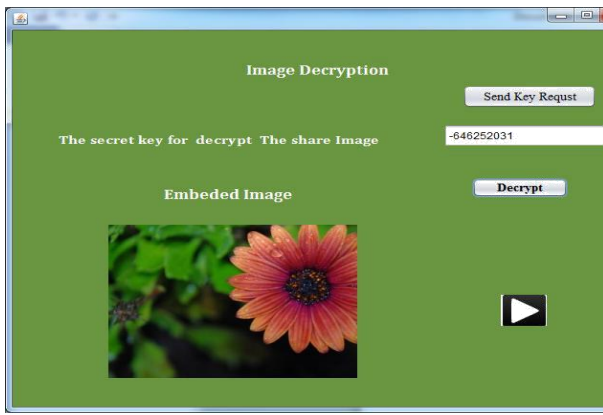 Image Decryption
Send Key Requst
The secret key for decrypt The share Image
-646252031
Embeded Image
Decrypt